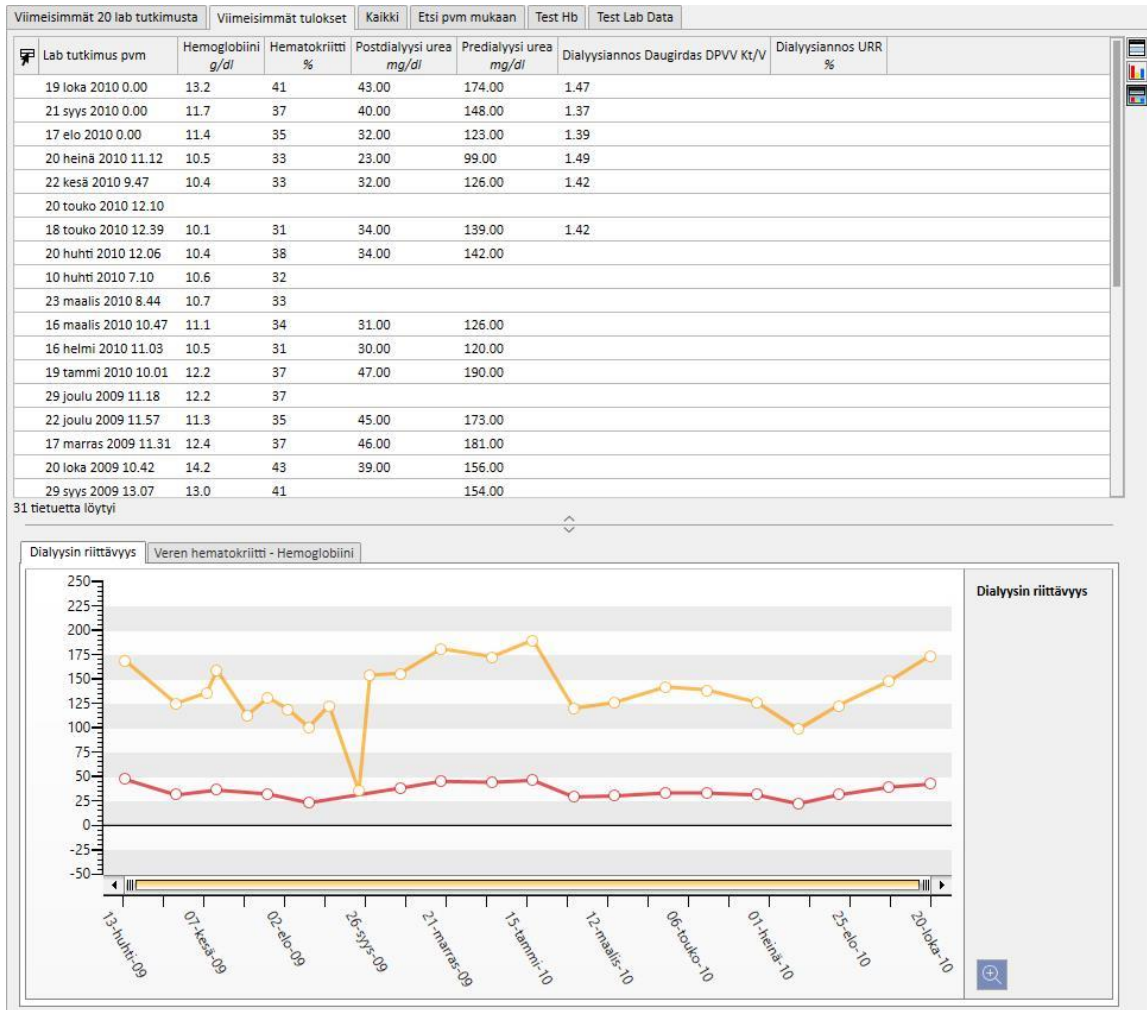 Viimeisimmät 20 lab tutkimusta Viimeisimmät tulokset Kaikki Etsi pvm mukaan Test Hb Test Lab Data
Lab tutkimus pvm Hemoglobiini g/dl Hematokriitti % Postdialyysi urea mg/dl Predialyysi urea mg/dl Dialyysiannos Daugirdas DPVV Kt/V Dialyysiannos URR %
19 loka 2010 0.00 13.2 41 43.00 174.00 1.47
21 syys 2010 0.00 11.7 37 40.00 148.00 1.37
17 elo 2010 0.00 11.4 35 32.00 123.00 1.39
20 heinä 2010 11.12 10.5 33 23.00 99.00 1.49
22 kesä 2010 9.47 10.4 33 32.00 126.00 1.42
20 touko 2010 12.10
18 touko 2010 12.39 10.1 31 34.00 139.00 1.42
20 huhti 2010 12.06 10.4 38 34.00 142.00
10 huhti 2010 7.10 10.6 32
23 maalis 2010 8.44 10.7 33
16 maalis 2010 10.47 11.1 34 31.00 126.00
16 helmi 2010 11.03 10.5 31 30.00 120.00
19 tammi 2010 10.01 12.2 37 47.00 190.00
29 joulu 2009 11.18 12.2 37
22 joulu 2009 11.57 11.3 35 45.00 173.00
17 marras 2009 11.31 12.4 37 46.00 181.00
20 loka 2009 10.42 14.2 43 39.00 156.00
29 syys 2009 13.07 13.0 41 154.00
31 tietuetta löytyi
Dialyysin riittävyys Veren hematokriitti - Hemoglobiini
Dialyysin riittävyys
250
225
200
175
150
125
100
75
50
25
0
-25
-50
13-huhti-09 07-kesä-09 02-elo-09 26-syys-09 21-marras-09 15-tammi-10 12-maalis-10 06-touko-10 01-heinä-10 25-elo-10 20-loka-10